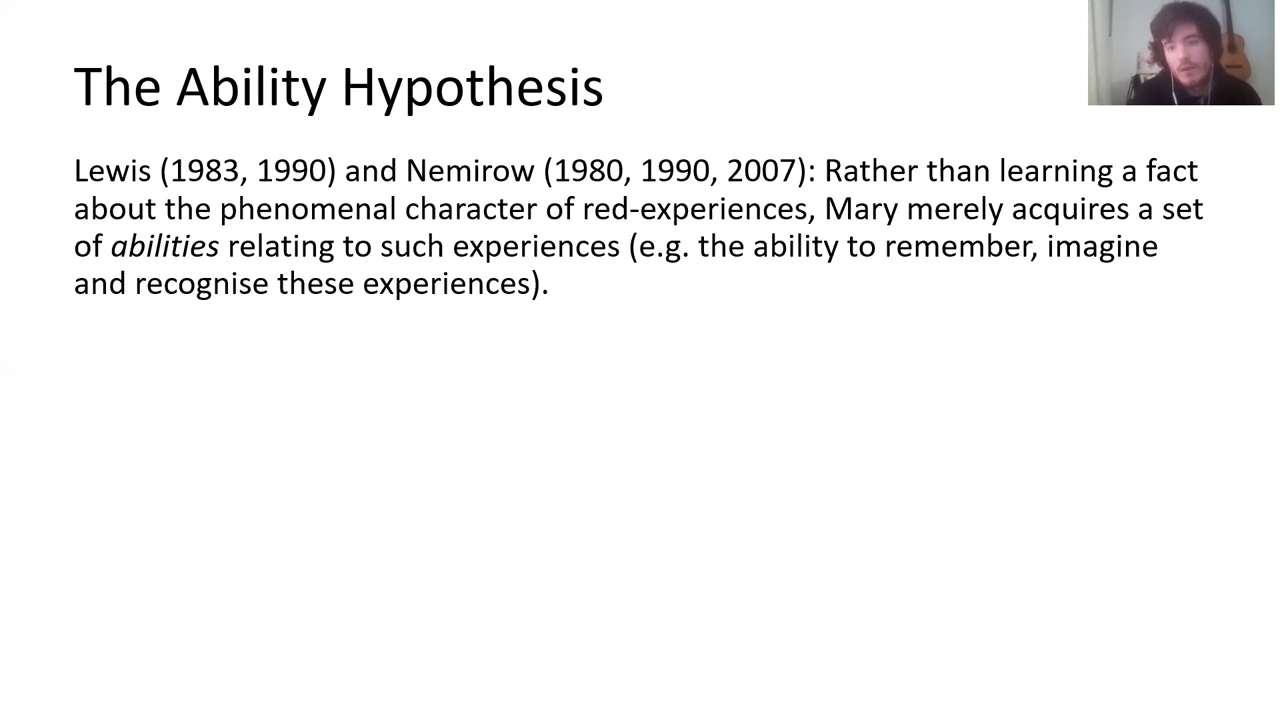 The Ability Hypothesis
Lewis (1983, 1990) and Nemirow (1980, 1990, 2007): Rather than learning a fact
about the phenomenal character of red-experiences, Mary merely acquires a set
of abilities relating to such experiences (e.g. the ability to remember, imagine
and recognise these experiences).